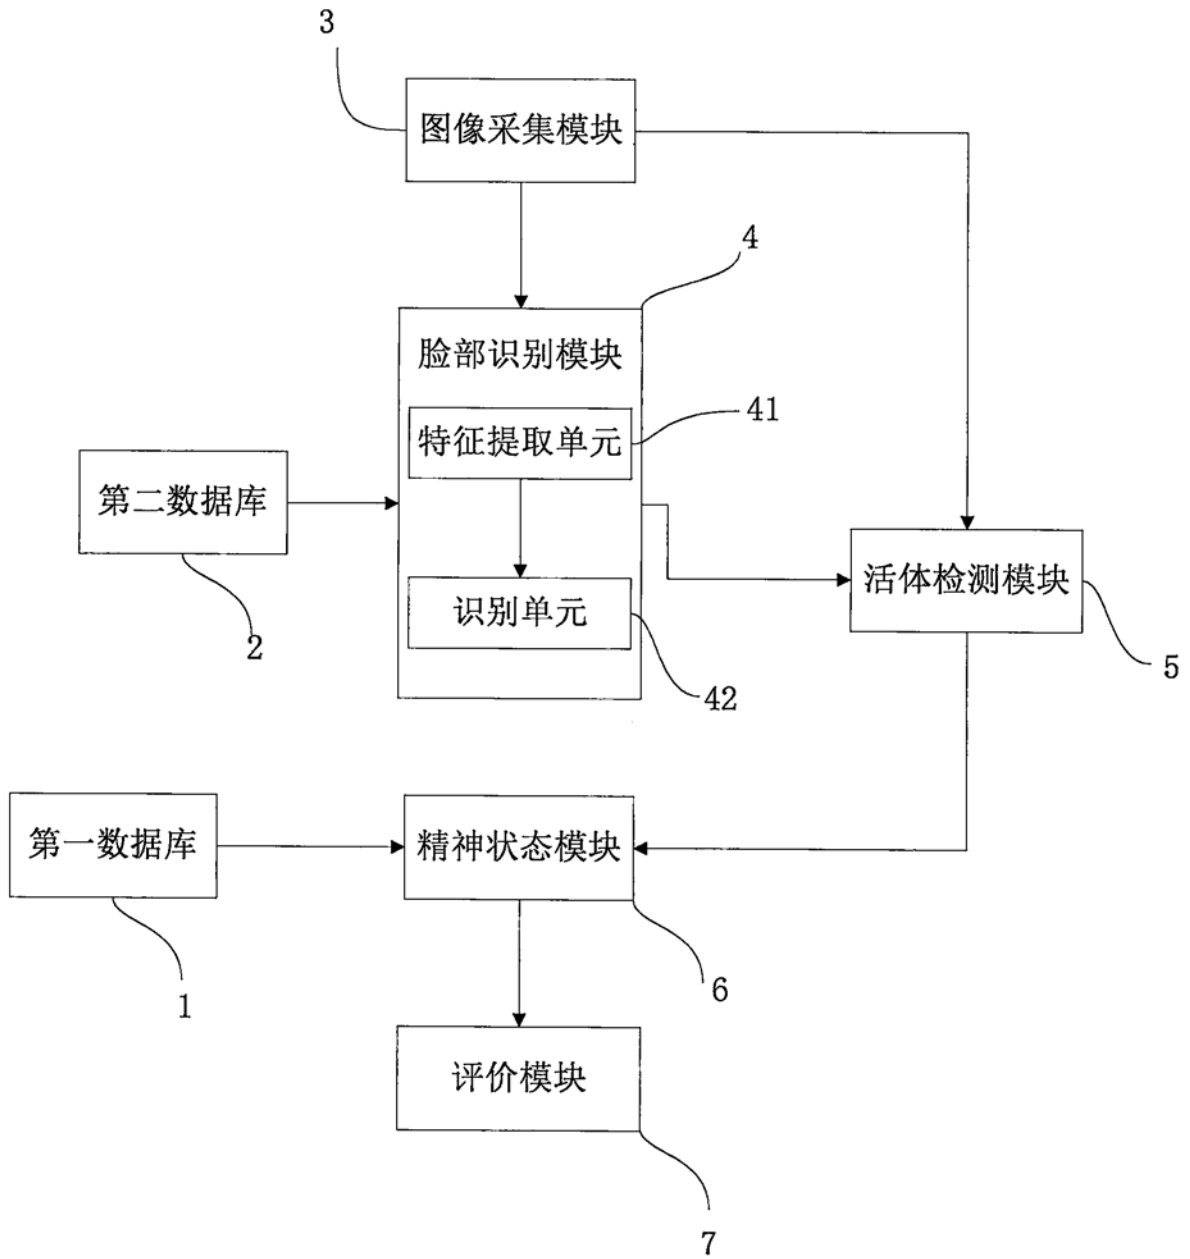 3
图像采集模块
4
脸部识别模块
41
特征提取单元
第二数据库
活体检测模块
识别单元
2
5
42
第一数据库
精神状态模块
6
1
评价模块
7